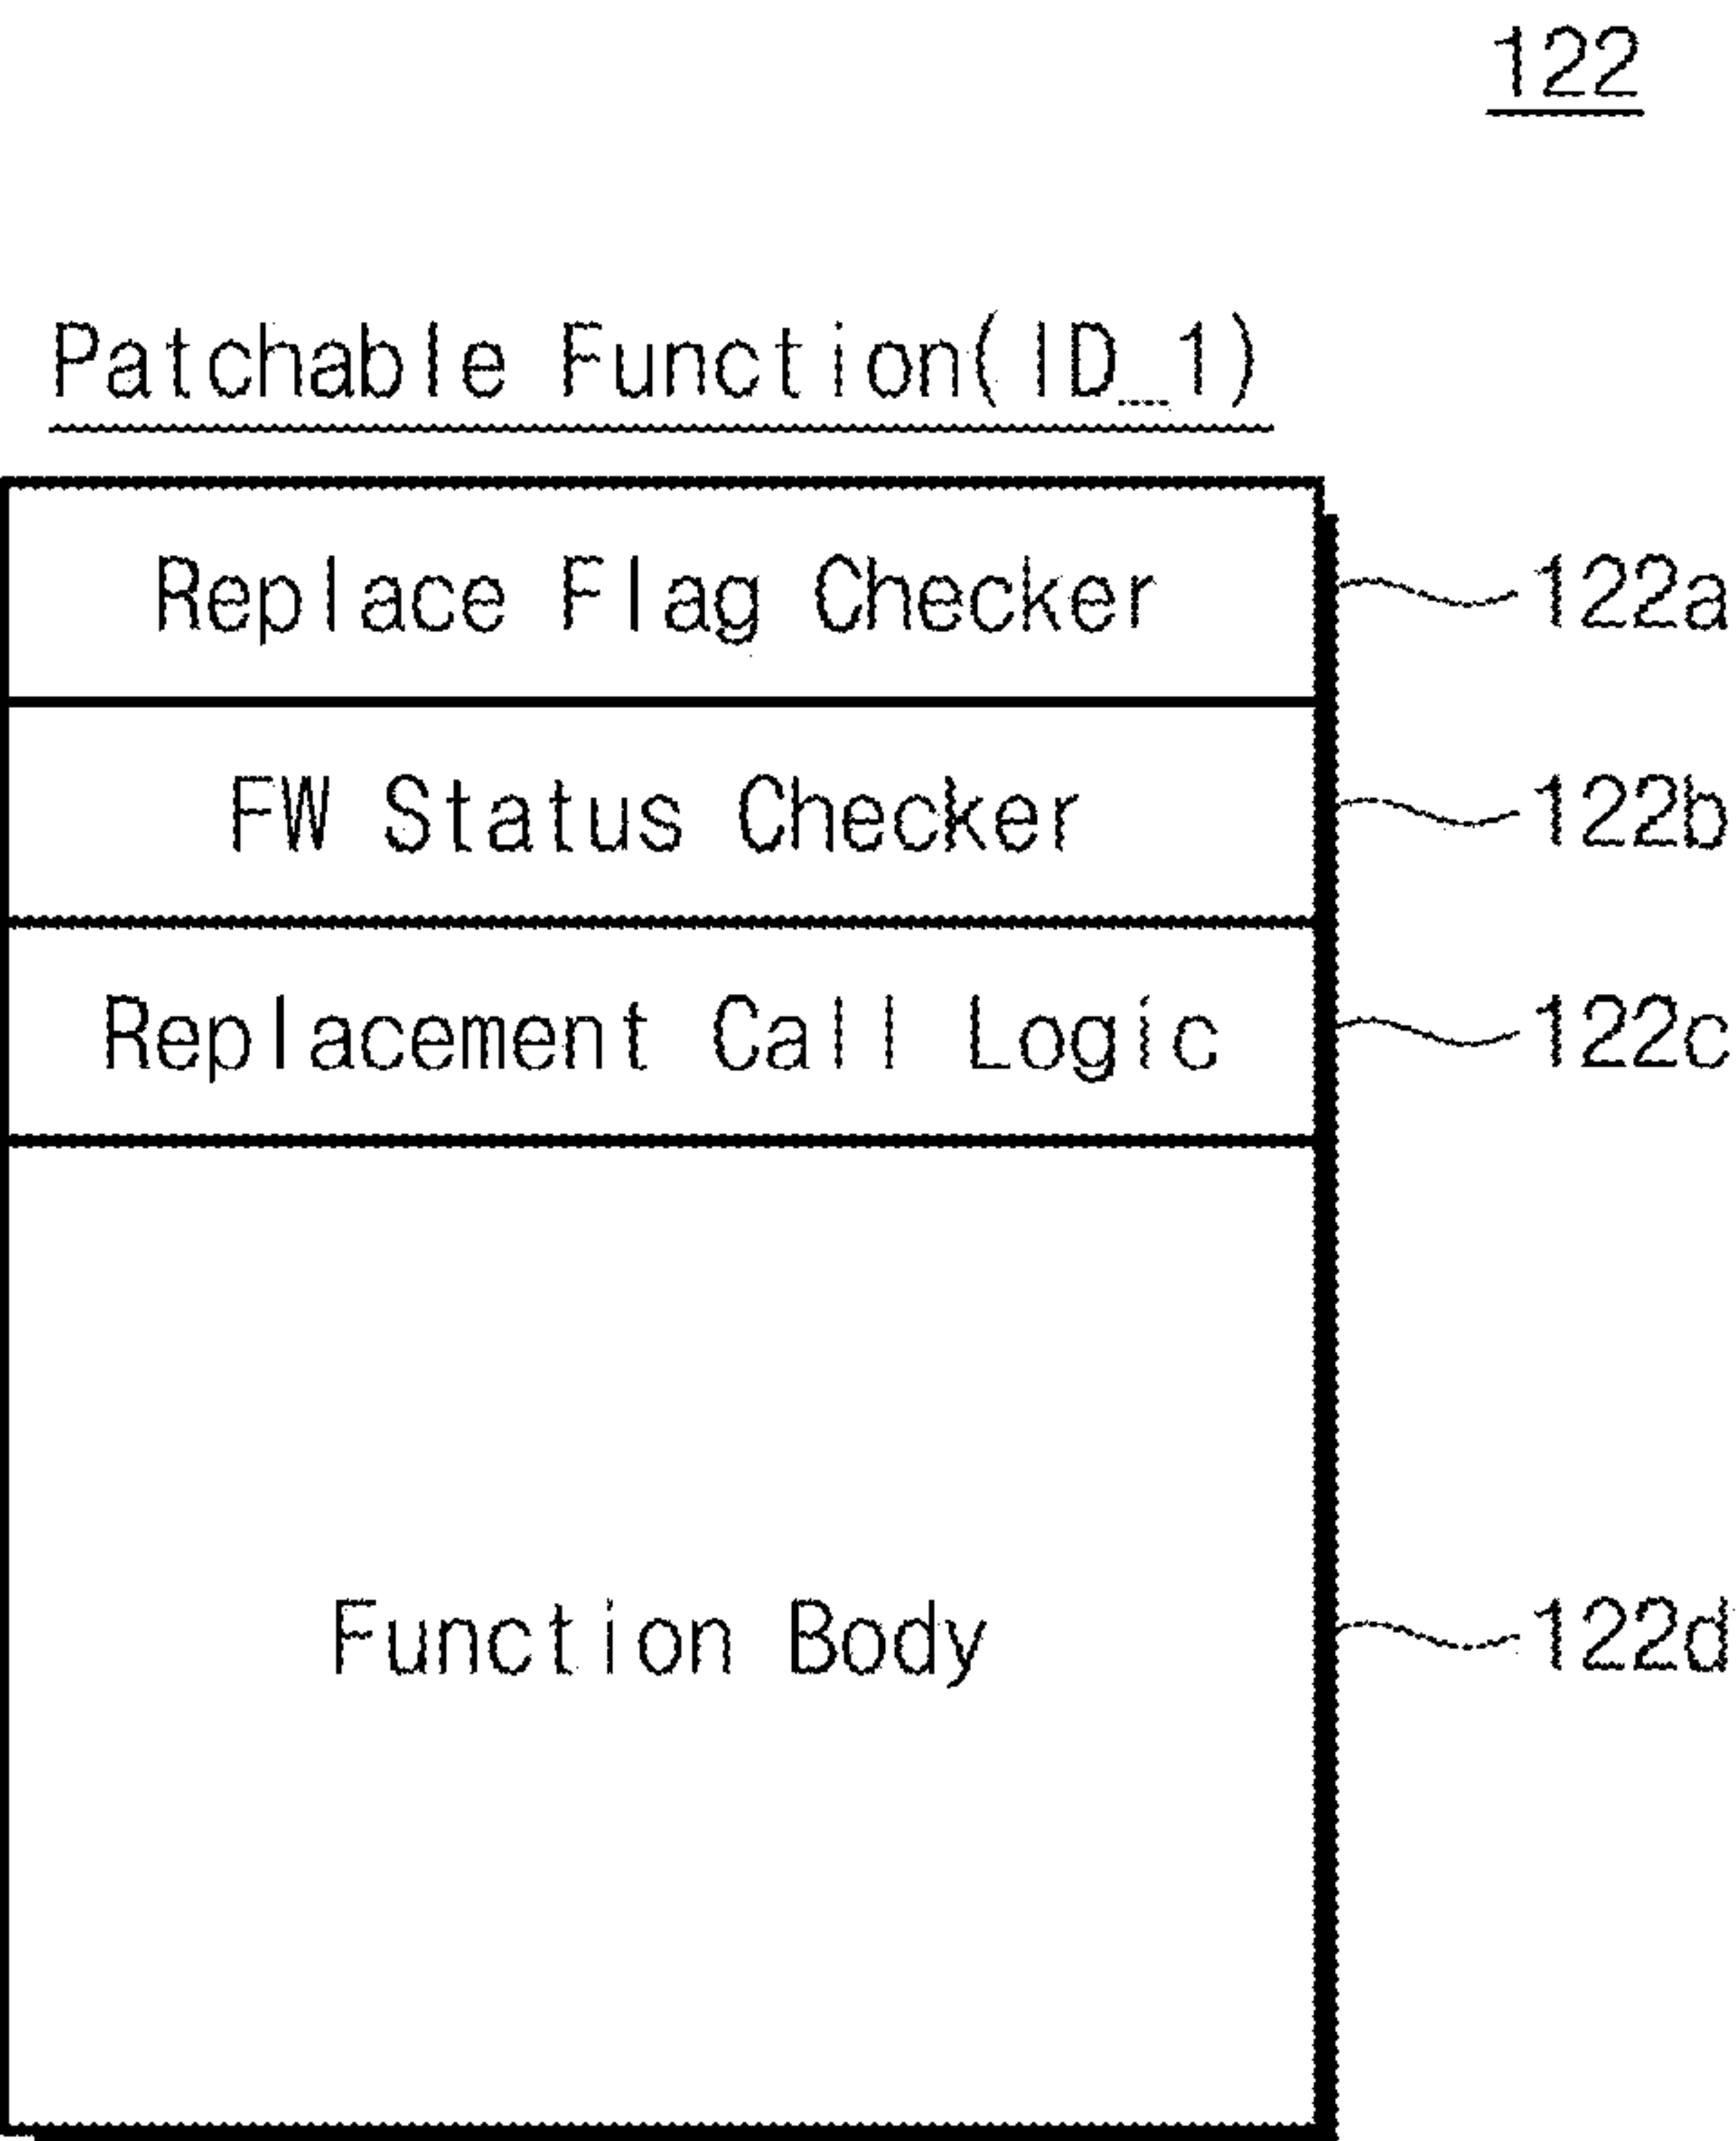 122
Patchable Function(ID_1)
Replace Flag Checker 122a
FW Status Checker 122b
Replacement Call Logic 122c
Function Body 122d